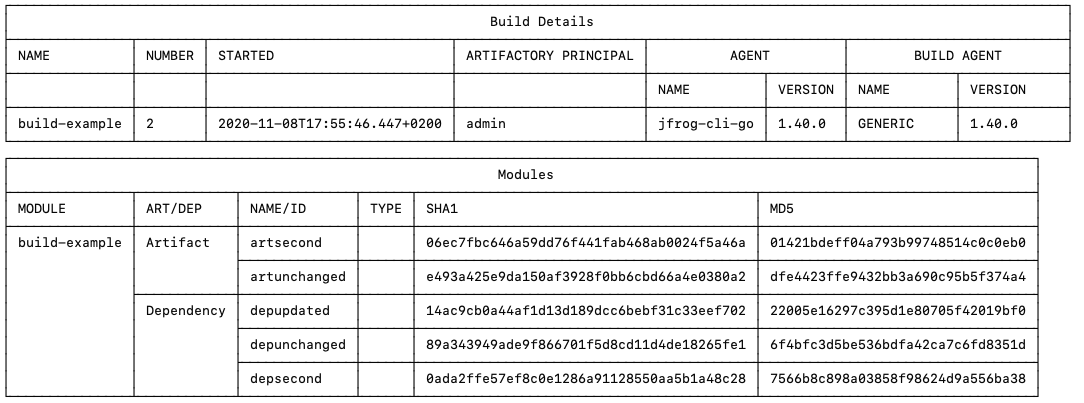 Build Details
NAME NUMBER STARTED ARTIFACTORY PRINCIPAL AGENT BUILD AGENT
NAME VERSION NAME VERSION
build-example 2 2020-11-08T17:55:46.447+0200 admin jfrog-cli-go 1.40.0 GENERIC 1.40.0
Modules
MODULE ART/DEP NAME/ID TYPE SHA1 MD5
build-example Artifact artsecond 06ec7fbc646a59dd76f441fab468ab0024f5a46a 01421bdeff04a793b99748514c0c0eb0
artunchanged e493a425e9da150af3928f0bb6cbd66a4e0380a2 dfe4423ffe9432bb3a690c95b5f374a4
Dependency depupdated 14ac9cb0a44af1d13d189dcc6bebf31c33eef702 22005e16297c395d1e80705f42019bf0
depunchanged 89a343949ade9f866701f5d8cd11d4de18265fe1 6f4bfc3d5be536bdfa42ca7c6fd8351d
depsecond 0ada2ffe57ef8c0e1286a91128550aa5b1a48c28 7566b8c898a03858f98624d9a556ba38